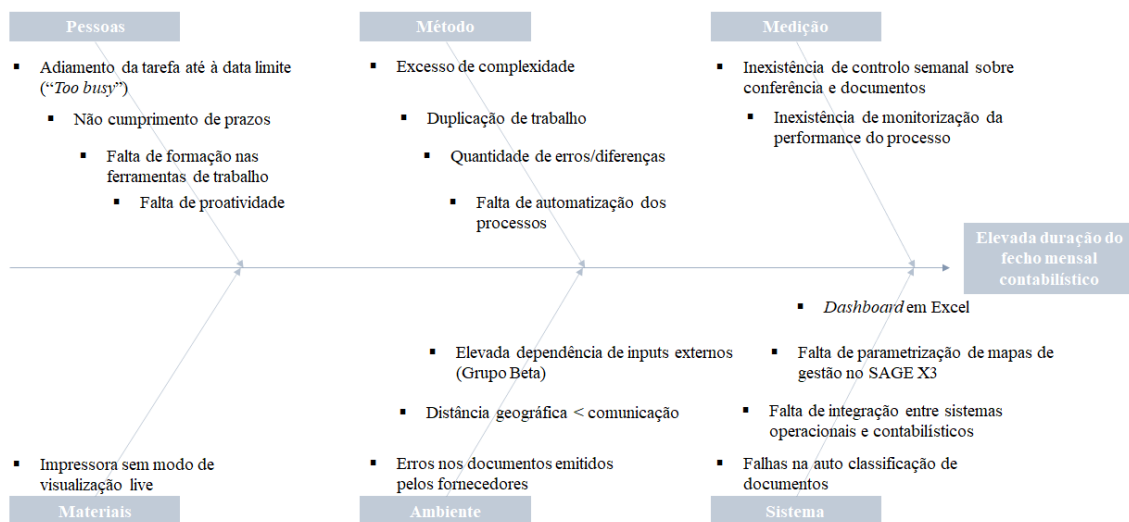 Pessoas
Método
Medição
▪ Adiamento da tarefa até à data limite
(“Too busy”)
▪ Não cumprimento de prazos
▪ Falta de formação nas
ferramentas de trabalho
▪ Falta de proatividade
▪ Excesso de complexidade
▪ Duplicação de trabalho
▪ Quantidade de erros/diferenças
▪ Falta de automatização dos
processos
▪ Inexistência de controlo semanal sobre
conferência e documentos
▪ Inexistência de monitorização da
performance do processo
Elevada duração do
fecho mensal
contabilístico
▪ Impressora sem modo de
visualização live
▪ Elevada dependência de inputs externos
(Grupo Beta)
▪ Distância geográfica < comunicação
▪ Erros nos documentos emitidos
pelos fornecedores
▪ Dashboard em Excel
▪ Falta de parametrização de mapas de
gestão no SAGE X3
▪ Falta de integração entre sistemas
operacionais e contabilísticos
▪ Falhas na auto classificação de
documentos
Materiais
Ambiente
Sistema